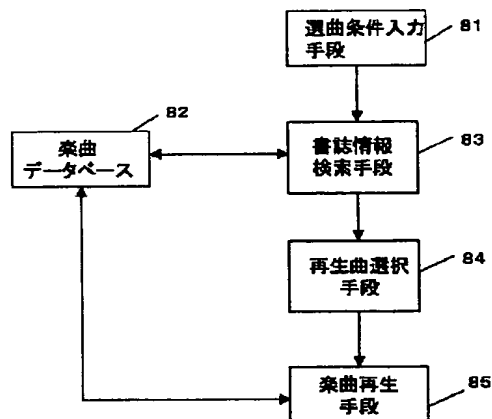 選曲条件入力
手段
81
82
楽曲
データベース
書誌情報
検索手段
83
再生曲選択
手段
84
楽曲再生
手段
85